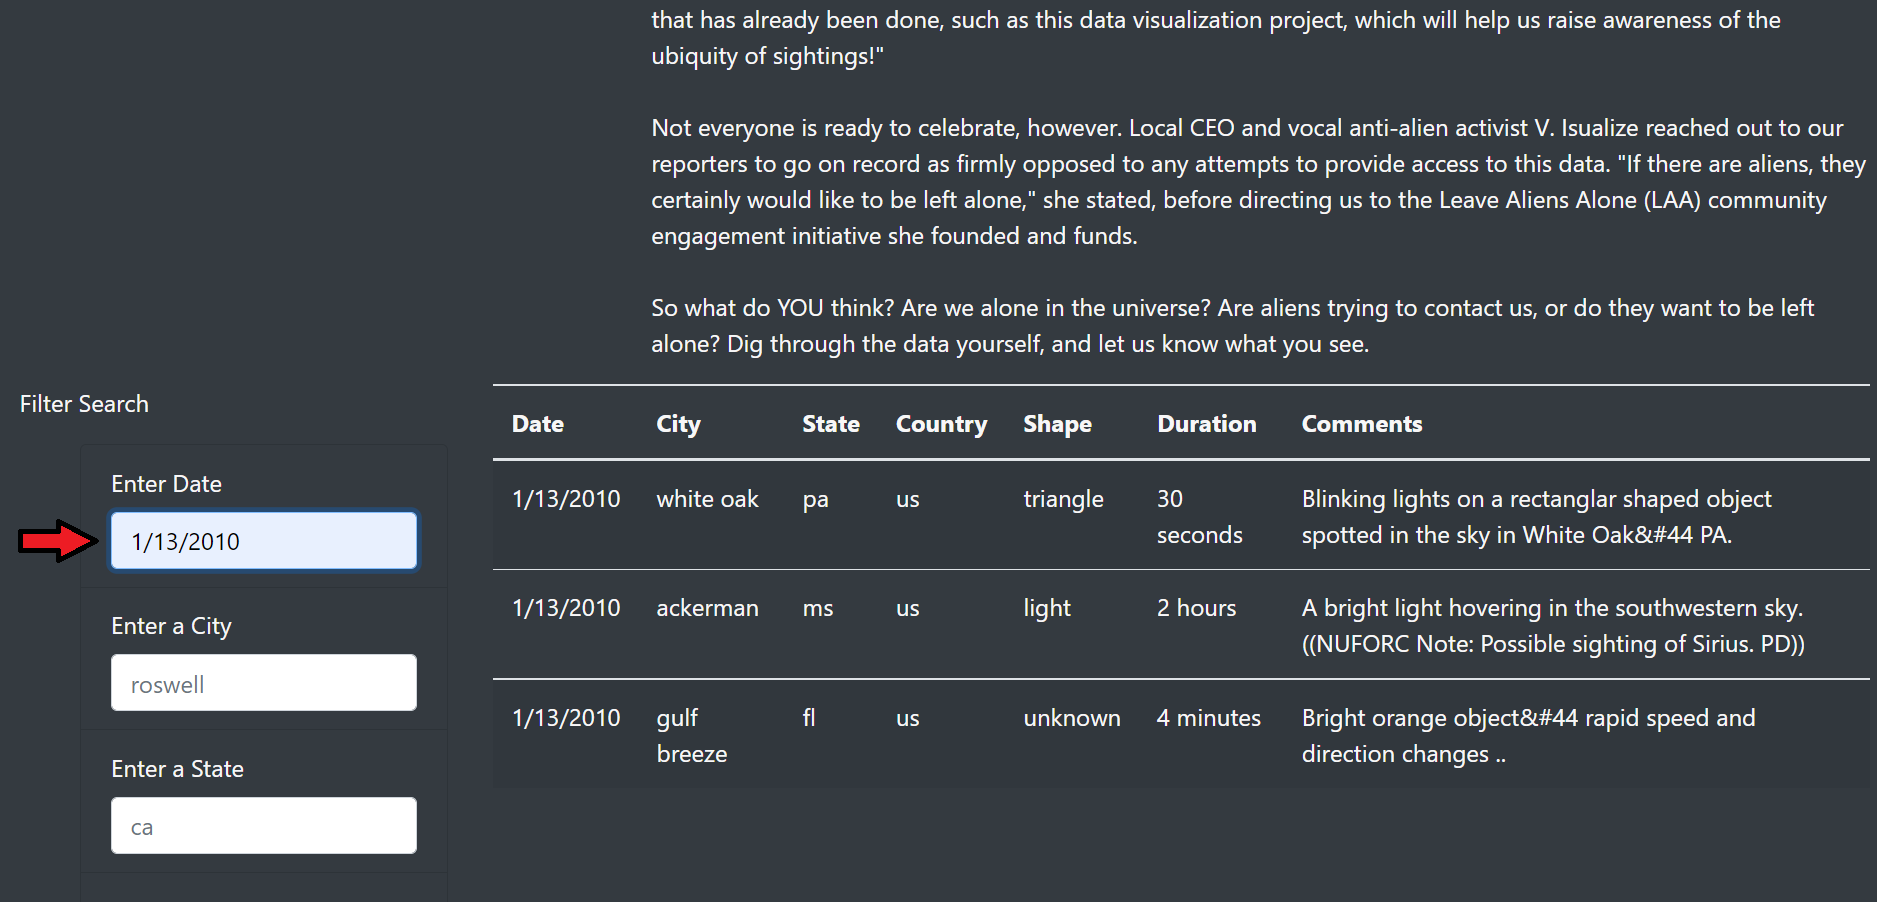 that has already been done, such as this data visualization project, which will help us raise awareness of the
ubiquity of sightings!"
Not everyone is ready to celebrate, however. Local CEO and vocal anti-alien activist V. Isualize reached out to our
reporters to go on record as firmly opposed to any attempts to provide access to this data. "If there are aliens, they
certainly would like to be left alone," she stated, before directing us to the Leave Aliens Alone (LAA) community
engagement initiative she founded and funds.
So what do YOU think? Are we alone in the universe? Are aliens trying to contact us, or do they want to be left
alone? Dig through the data yourself, and let us know what you see.
Filter Search
Enter Date
1/13/2010
Enter a City
roswell
Enter a State
ca
Date City State Country Shape Duration Comments
1/13/2010 white oak pa us triangle 30 Blinking lights on a rectanglar shaped object
seconds spotted in the sky in White Oak&#44 PA.
1/13/2010 ackerman ms us light 2 hours A bright light hovering in the southwestern sky.
((NUFORC Note: Possible sighting of Sirius. PD))
1/13/2010 gulf fl us unknown 4 minutes Bright orange object&#44 rapid speed and
breeze direction changes ..